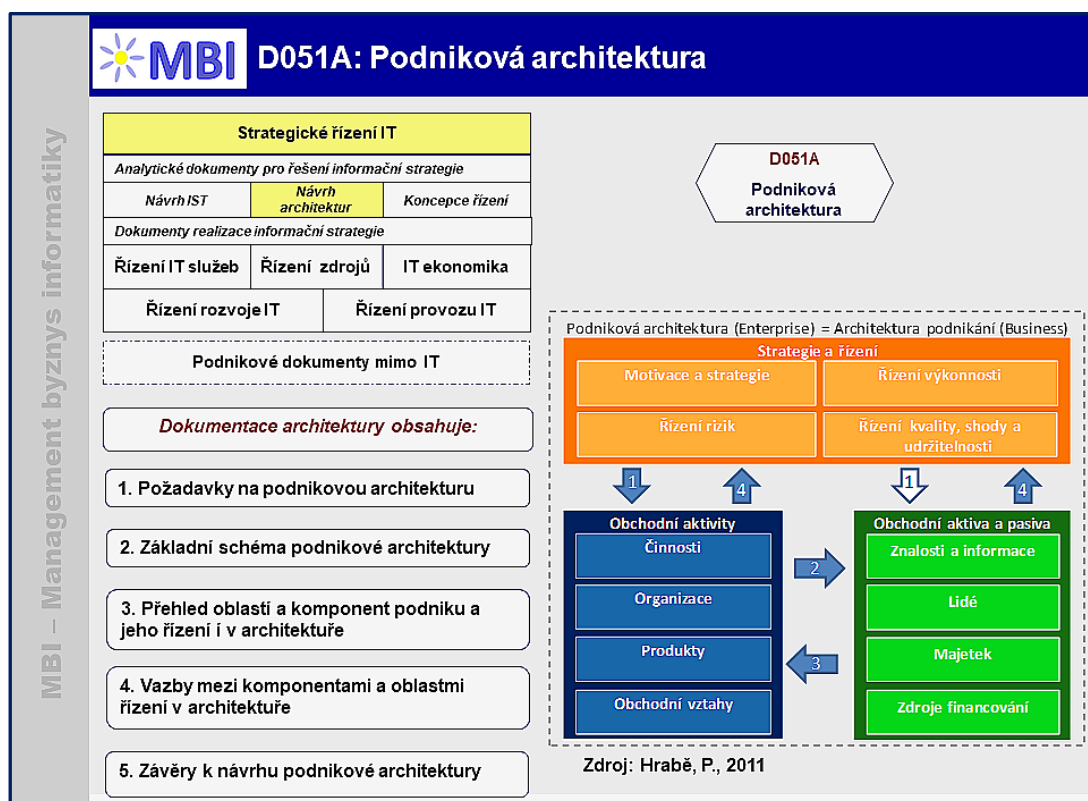 MBI – Management byznys informatiky
MBI
D051A: Podniková architektura
Strategické řízení IT
Analytické dokumenty pro řešení informační strategie
Návrh IST
Návrh
architektur
Koncepce řízení
Dokumenty realizace informační strategie
Řízení IT služeb
Řízení zdrojů
IT ekonomika
Řízení rozvoje IT
Řízení provozu IT
Podnikové dokumenty mimo IT
Dokumentace architektury obsahuje:
1. Požadavky na podnikovou architekturu
2. Základní schéma podnikové architektury
3. Přehled oblastí a komponent podniku a
jeho řízení í v architektuře
4. Vazby mezi komponentami a oblastmi
řízení v architektuře
5. Závěry k návrhu podnikové architektury
D051A
Podniková
architektura
Podniková architektura (Enterprise) = Architektura podnikání (Business)
Strategie a řízení
Motivace a strategie
Řízení výkonnosti
Řízení rizik
Řízení kvality, shody a
udržitelnosti
1
4
1
4
Obchodní aktivity
Činnosti
Organizace
Produkty
Obchodní vztahy
2
3
Obchodní aktiva a pasiva
Znalosti a informace
Lidé
Majetek
Zdroje financování
Zdroj: Hrabě, P., 2011